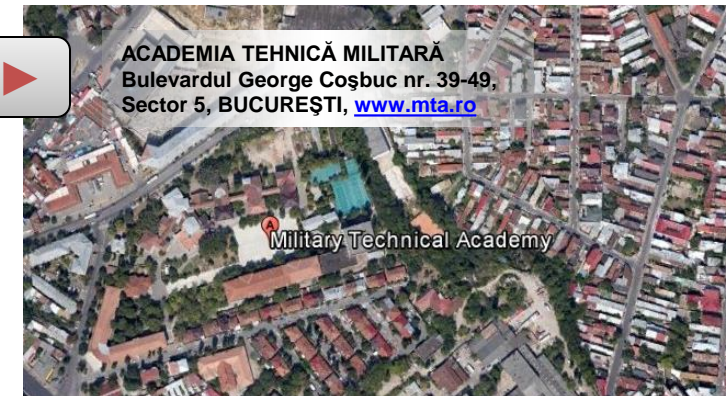 ACADEMIA TEHNICĂ MILITARĂ
Bulevardul George Coşbuc nr. 39-49,
Sector 5, BUCUREŞTI, www.mta.ro
A
Military Technical Academy